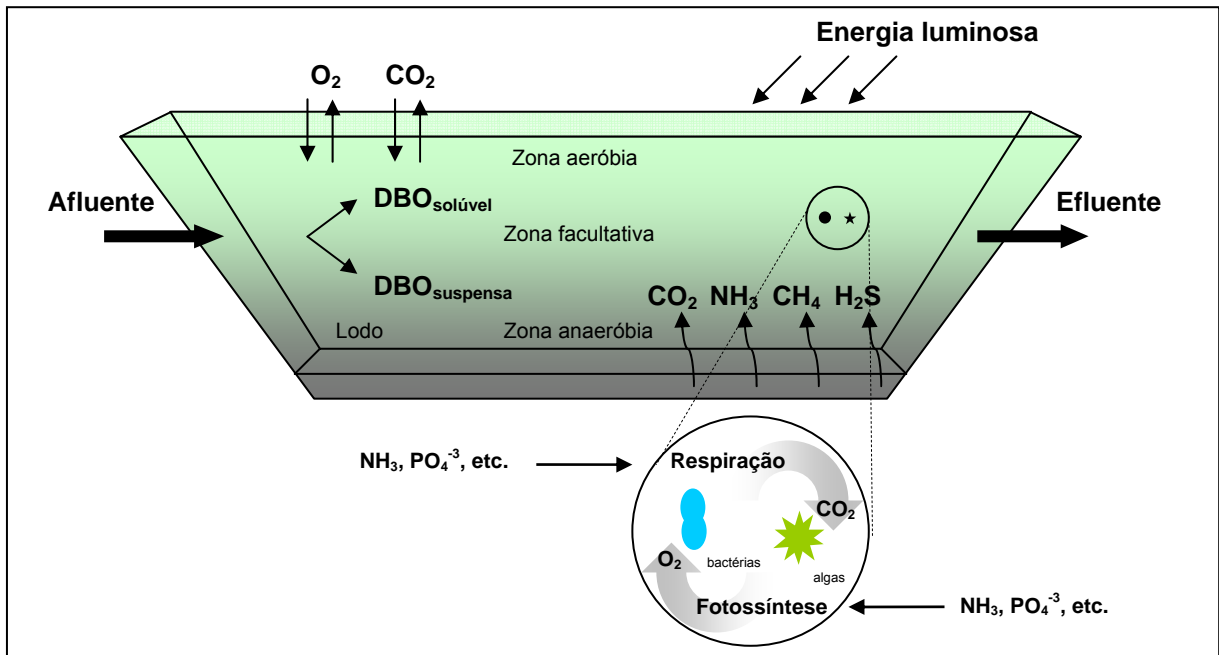 Energia luminosa
O₂ CO₂
Zona aeróbia
Afluente
DBOsolúvel
Zona facultativa
Efluente
DBOsuspensa
CO₂ NH₃ CH₄ H₂S
Lodo
Zona anaeróbia
NH₃, PO₄⁻³, etc.
Respiração
CO₂
O₂
bactérias
algas
Fotossíntese
NH₃, PO₄⁻³, etc.